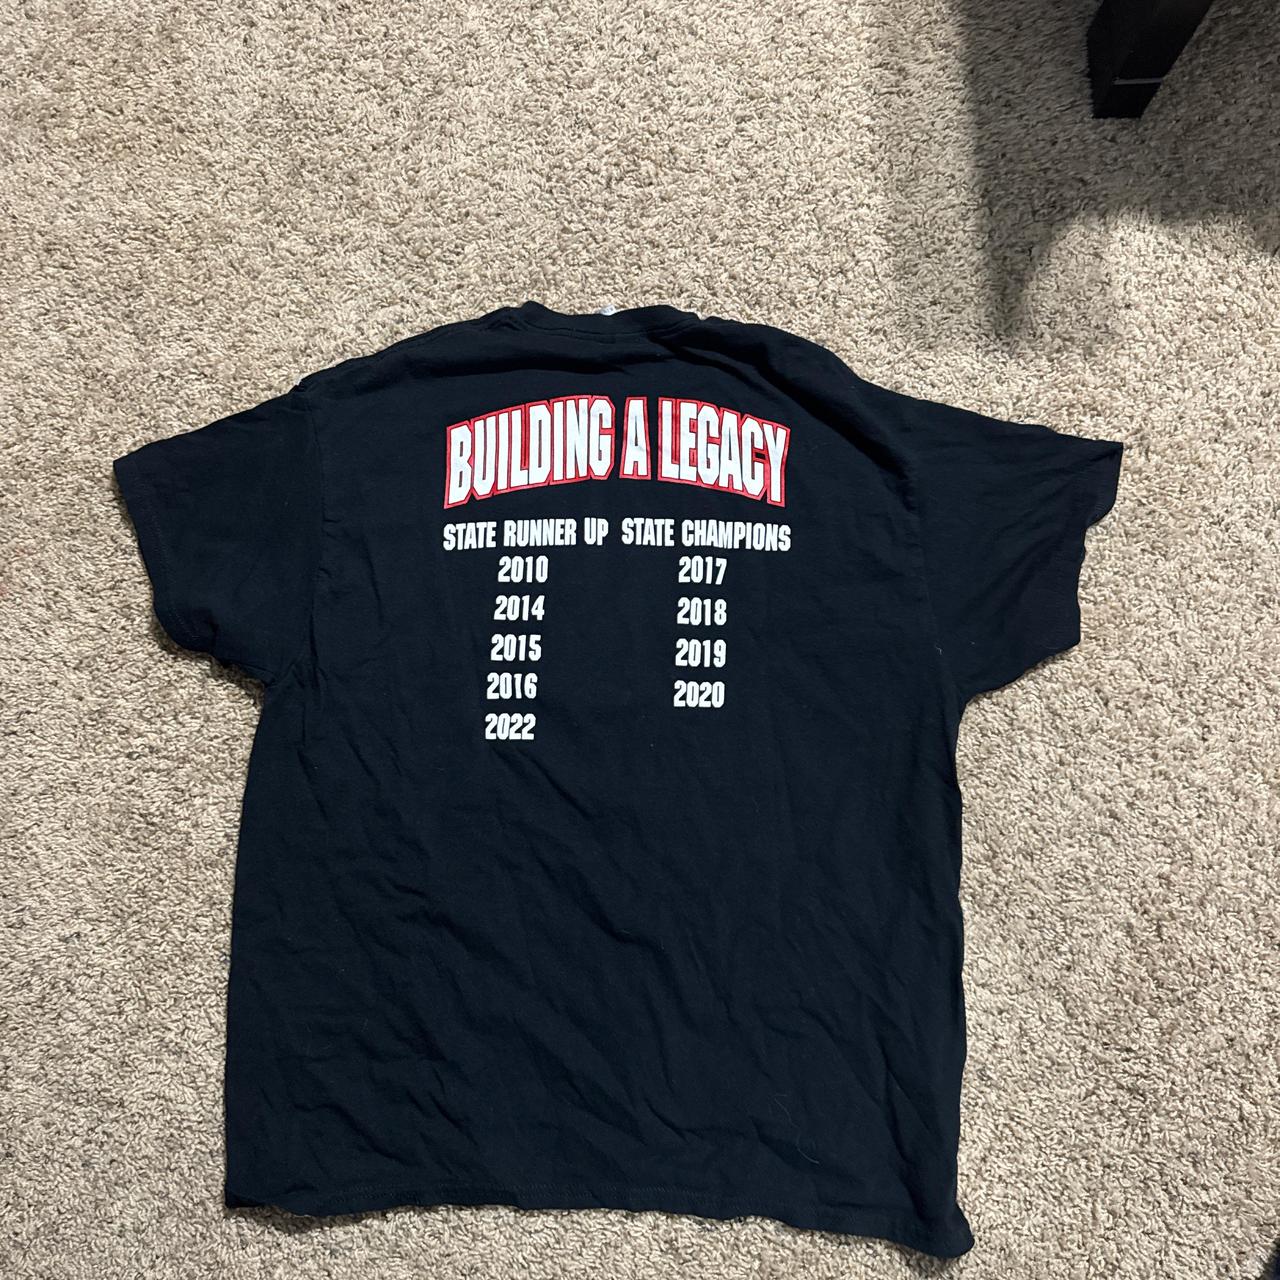 BUILDING A LEGACY
STATE RUNNER UP STATE CHAMPIONS
2010 2017
2014 2018
2015 2019
2016 2020
2022